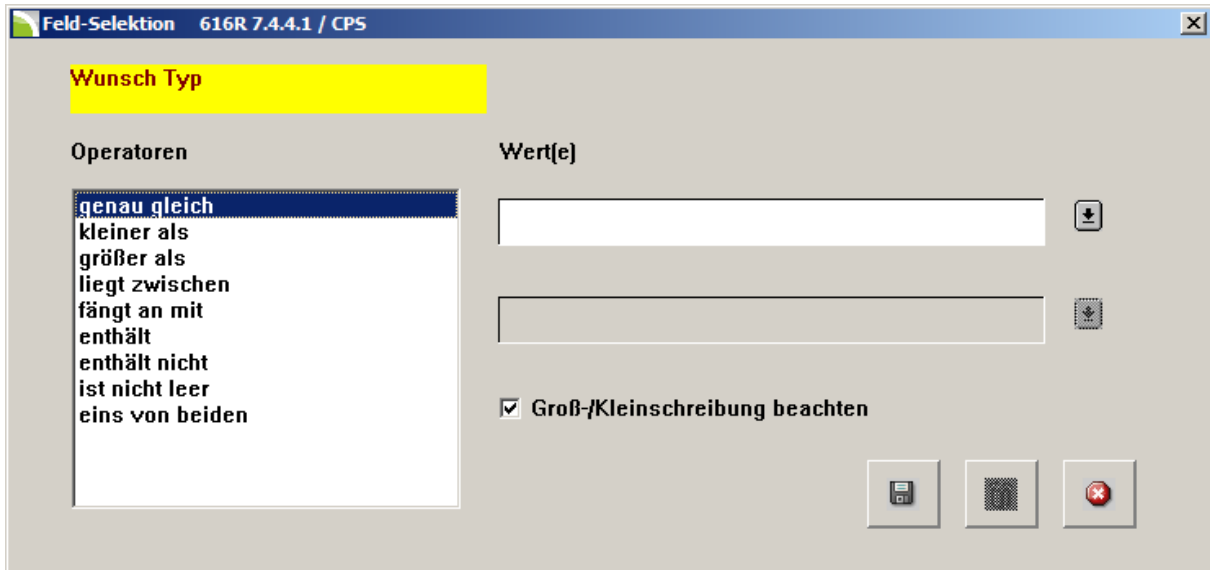 Feld-Selektion 616R 7.4.4.1 / CPS
Wunsch Typ
Operatoren
Wert(e)
genau gleich
kleiner als
größer als
liegt zwischen
fängt an mit
enthält
enthält nicht
ist nicht leer
eins von beiden
Groß-/Kleinschreibung beachten